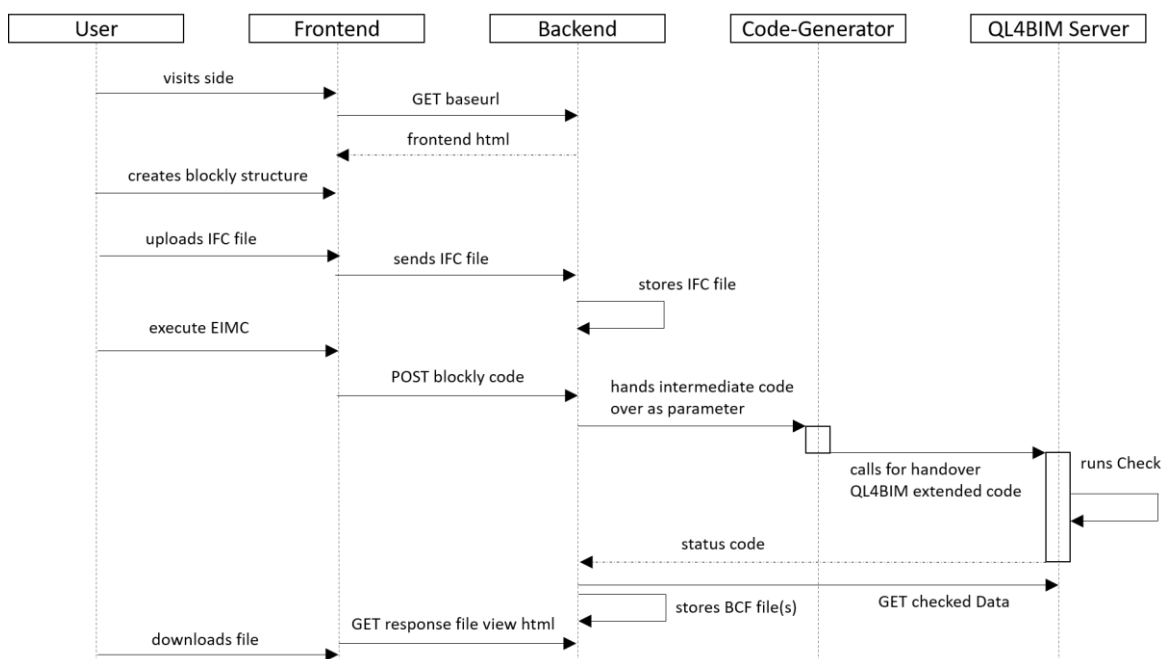 User
Frontend
Backend
Code-Generator
QL4BIM Server
visits side
GET baseurl
frontend html
creates blockly structure
uploads IFC file
sends IFC file
stores IFC file
execute EIMC
POST blockly code
hands intermediate code
over as parameter
calls for handover
QL4BIM extended code
runs Check
status code
GET checked Data
stores BCF file(s)
GET response file view html
downloads file